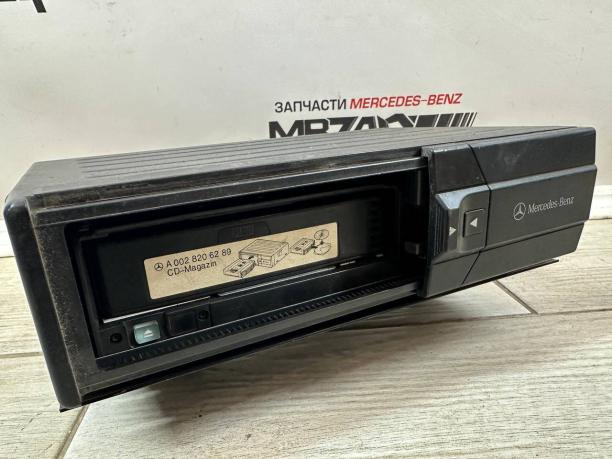 ЗАПЧАСТИ MERCEDES-BENZ
Mercedes-Benz
A 002 820 62 89
CD-Magazin